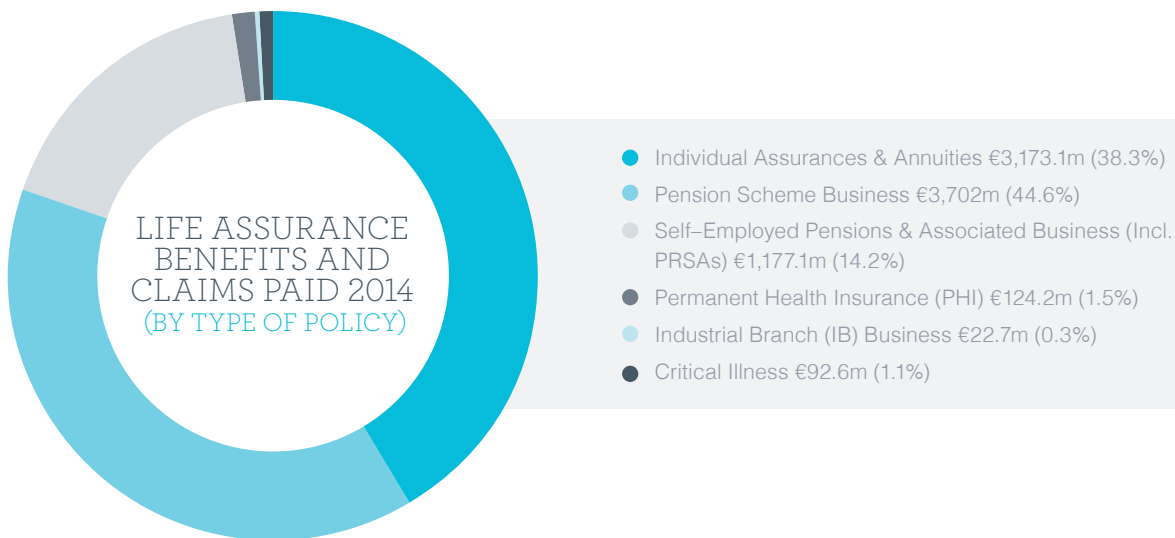 LIFE ASSURANCE
BENEFITS AND
CLAIMS PAID 2014
(BY TYPE OF POLICY)
Individual Assurances & Annuities €3,173.1m (38.3%)
Pension Scheme Business €3,702m (44.6%)
Self–Employed Pensions & Associated Business (Incl.
PRSAs) €1,177.1m (14.2%)
Permanent Health Insurance (PHI) €124.2m (1.5%)
Industrial Branch (IB) Business €22.7m (0.3%)
Critical Illness €92.6m (1.1%)